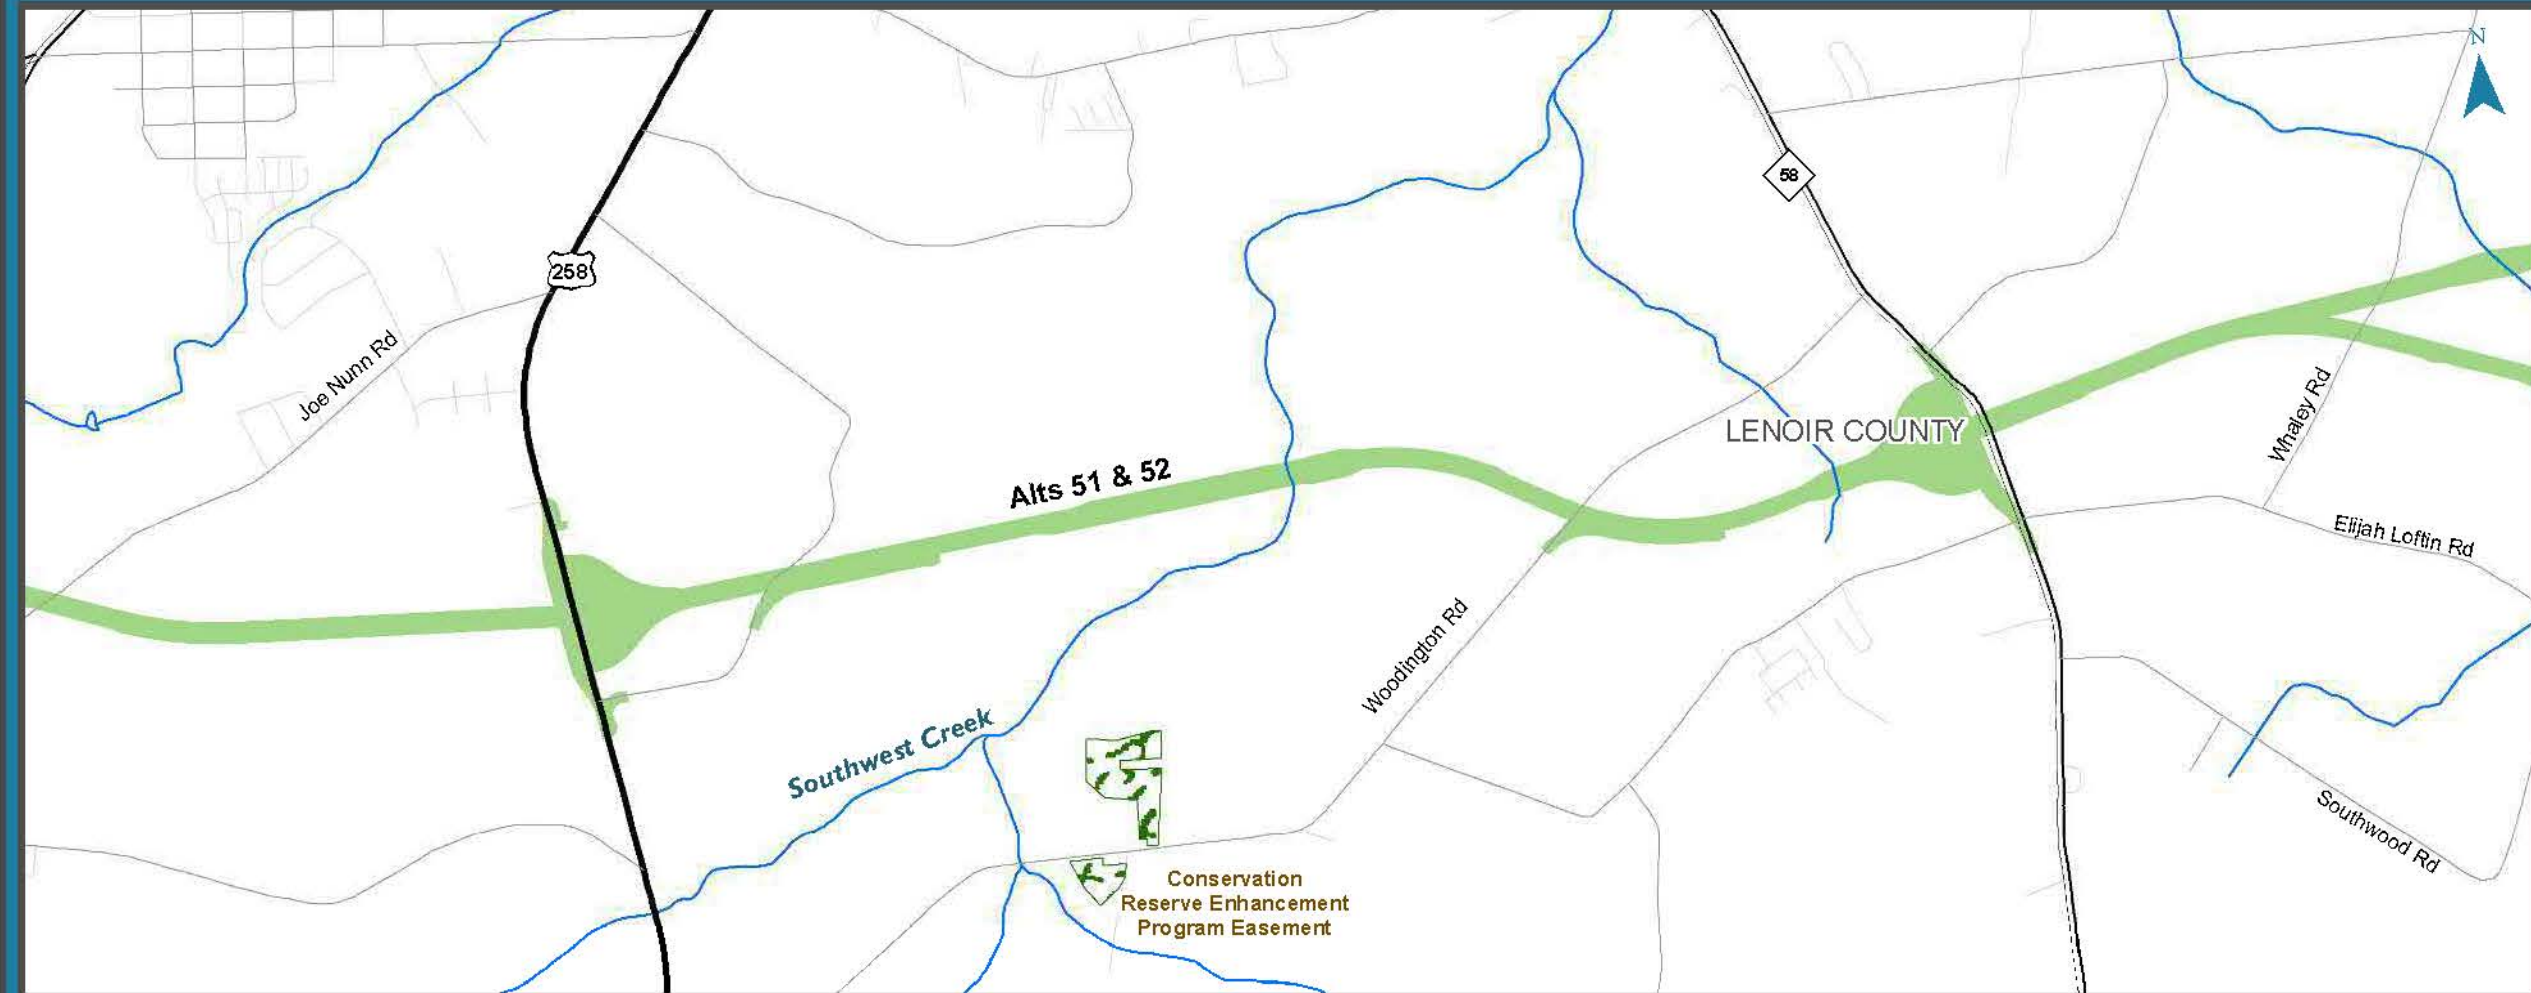 N
58
258
Joe Nunn Rd
Whaley Rd
LENOIR COUNTY
Alts 51 & 52
Elijah Loftin Rd
Woodington Rd
Southwest Creek
Southwood Rd
Conservation
Reserve Enhancement
Program Easement